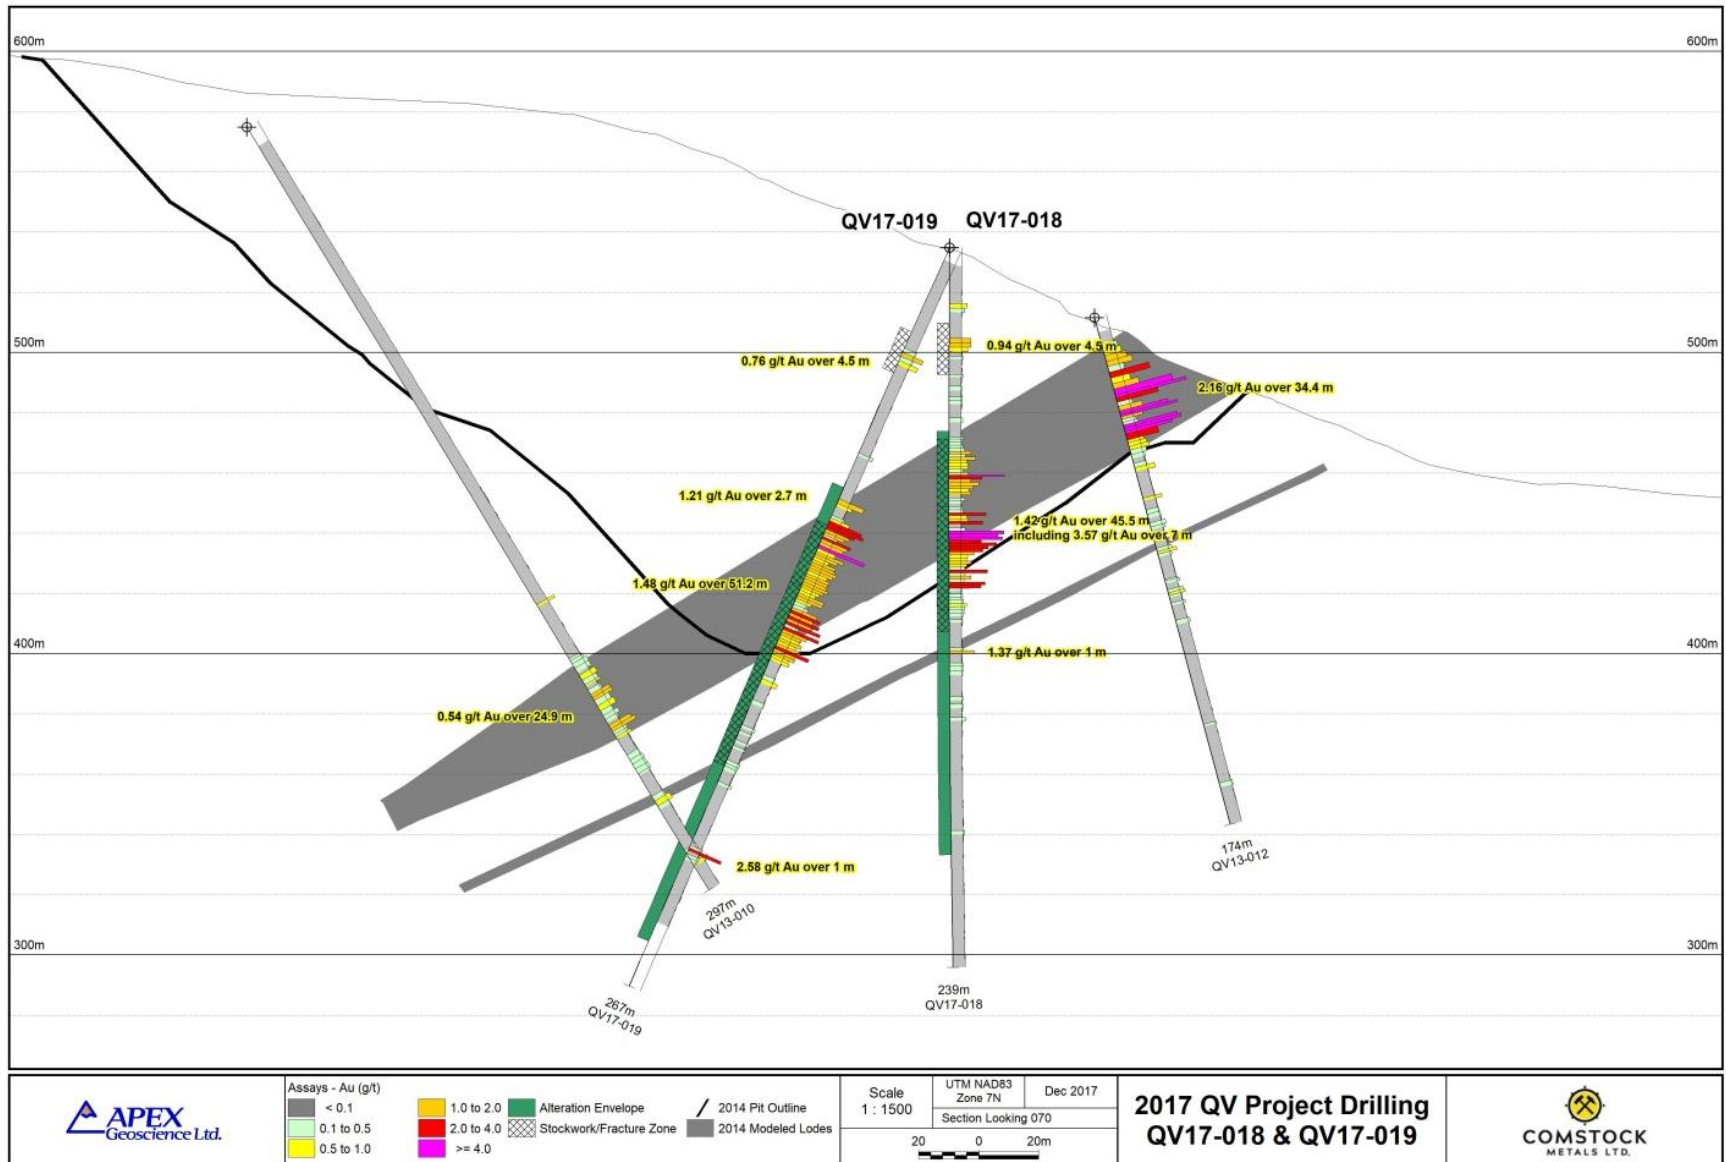 600m 600m
QV17-019 QV17-018
500m 500m
0.76 g/t Au over 4.5 m
0.94 g/t Au over 4.5 m
2.16 g/t Au over 34.4 m
1.21 g/t Au over 2.7 m
1.42 g/t Au over 45.5 m
including 3.57 g/t Au over 7 m
1.48 g/t Au over 51.2 m
400m 400m
1.37 g/t Au over 1 m
0.54 g/t Au over 24.9 m
174m
QV13-012
2.58 g/t Au over 1 m
297m
QV13-010
300m 300m
267m
QV17-019
239m
QV17-018
APEX
Geoscience Ltd.
Assays - Au (g/t)
< 0.1
0.1 to 0.5
0.5 to 1.0
1.0 to 2.0
2.0 to 4.0
>= 4.0
Alteration Envelope
Stockwork/Fracture Zone
2014 Pit Outline
2014 Modeled Lodes
Scale
1 : 1500
UTM NAD83
Zone 7N
Dec 2017
Section Looking 070
20 0 20m
2017 QV Project Drilling
QV17-018 & QV17-019
COMSTOCK
METALS LTD.